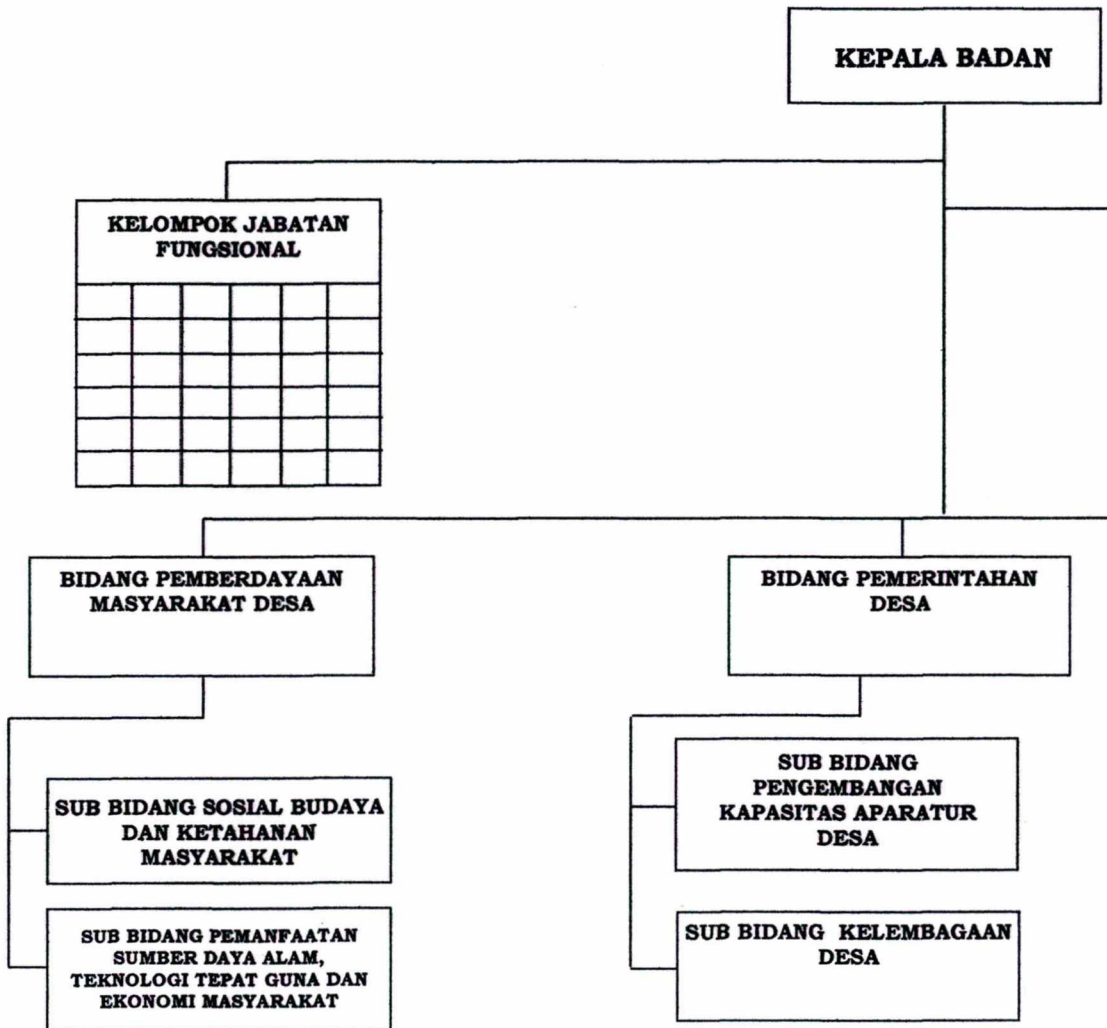 KEPALA BADAN
KELOMPOK JABATAN
FUNGSIONAL
BIDANG PEMBERDAYAAN
MASYARAKAT DESA
BIDANG PEMERINTAHAN
DESA
SUB BIDANG SOSIAL BUDAYA
DAN KETAHANAN
MASYARAKAT
SUB BIDANG PEMANFAATAN
SUMBER DAYA ALAM,
TEKNOLOGI TEPAT GUNA DAN
EKONOMI MASYARAKAT
SUB BIDANG
PENGEMBANGAN
KAPASITAS APARATUR
DESA
SUB BIDANG KELEMBAGAAN
DESA